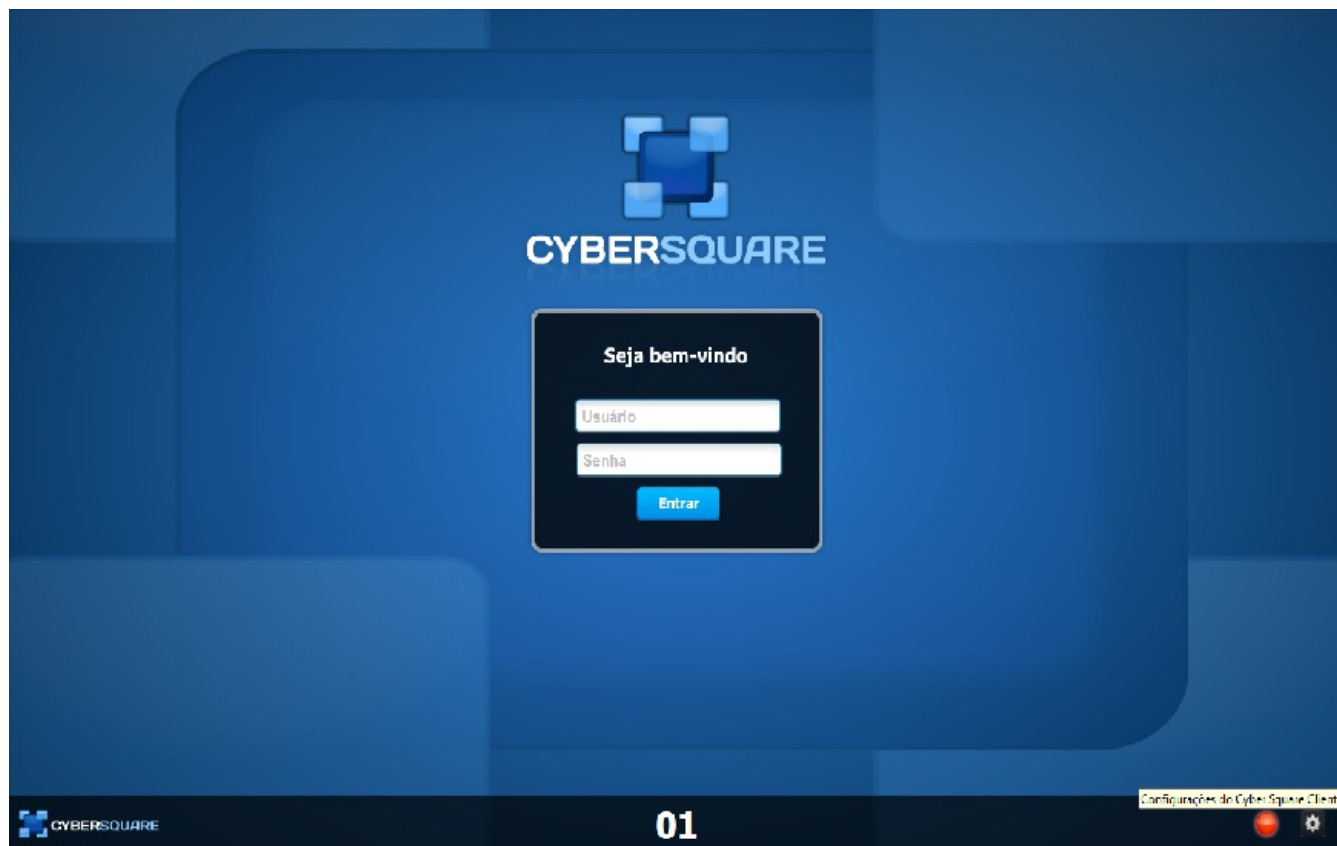 CYBERSQUARE
Seja bem-vindo
Usuário
Senha
Entrar
Configurações do Cyber Square Client
CYBERSQUARE
01